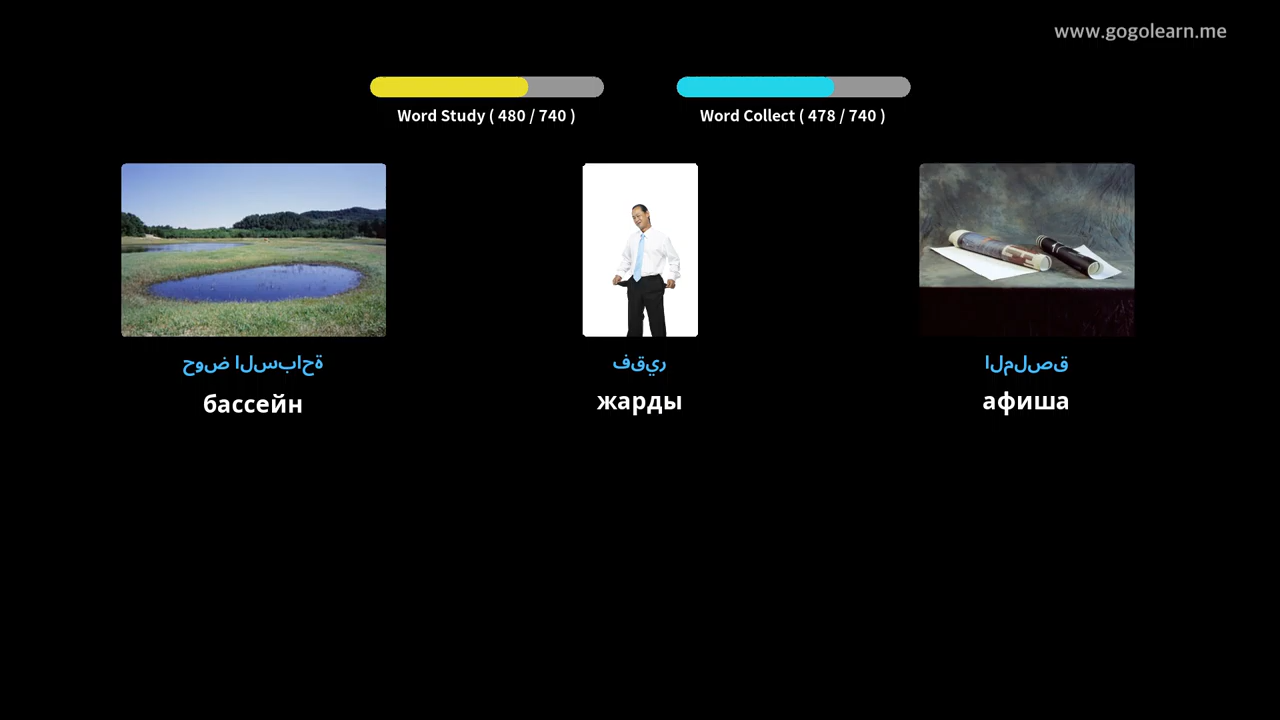 www.gogolearn.me
Word Study ( 480 / 740 )
Word Collect ( 478 / 740 )
حوض السباحة
бассейн
فقير
жарды
الملصق
афиша